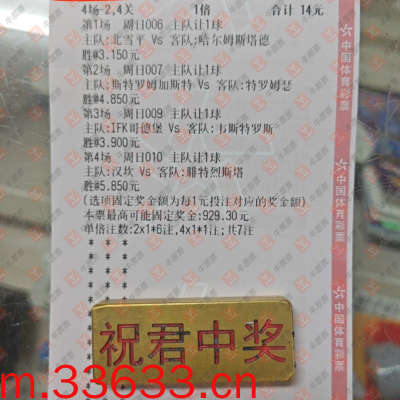 4场-2,4关 1倍 合计 14元
第1场 周日006 主队让1球
主队:北雪平 Vs 客队:哈尔姆斯塔德
胜@3.150元
第2场 周日007 主队让1球
主队:斯特罗姆加斯特 Vs 客队:特罗姆瑟
胜@4.850元
第3场 周日009 主队让1球
主队:IFK哥德堡 Vs 客队:韦斯特罗斯
胜@3.900元
第4场 周日010 主队让1球
主队:汉坎 Vs 客队:腓特烈斯塔
胜@5.850元
(选项固定奖金额为每1元投注对应的奖金额)
本票最高可能固定奖金:929.30元
单倍注数:2x1*6注,4x1*1注;共7注
中国体育彩票
中国体育彩票
中国体育彩票
祝君中奖
m.33633.cn